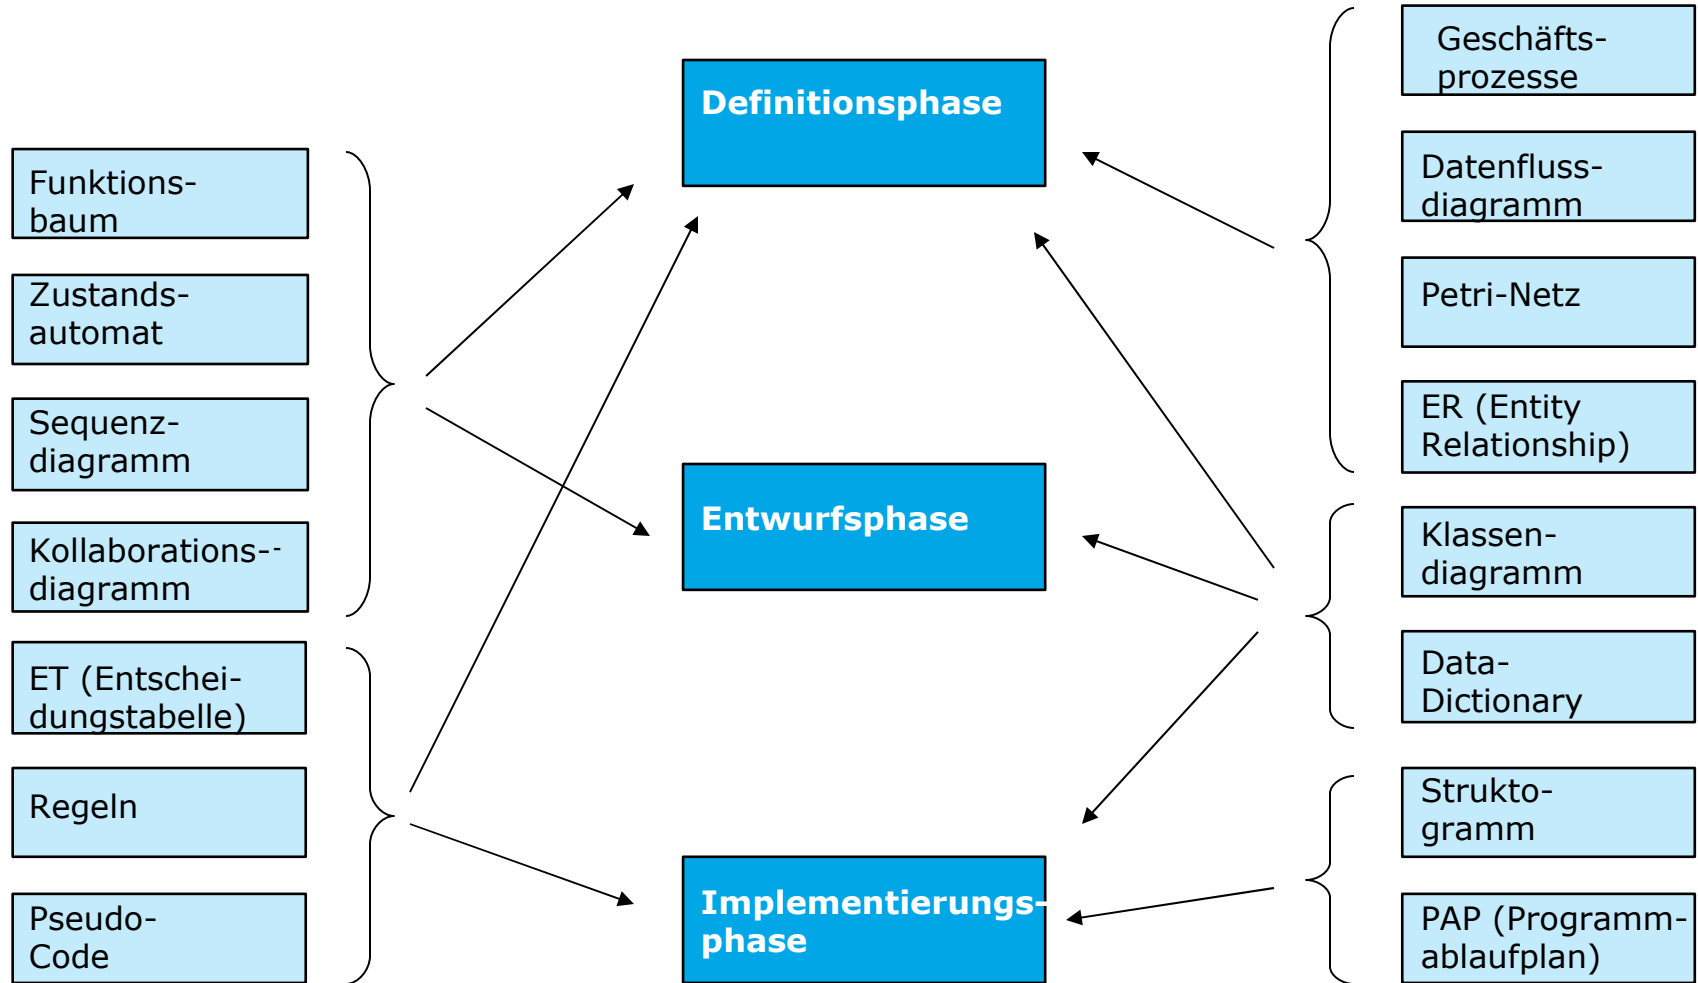 Funktions-
baum
Zustands-
automat
Sequenz-
diagramm
Kollaborations--
diagramm
ET (Entschei-
dungstabelle)
Regeln
Pseudo-
Code
Definitionsphase
Entwurfsphase
Implementierungs-
phase
Geschäfts-
prozesse
Datenfluss-
diagramm
Petri-Netz
ER (Entity
Relationship)
Klassen-
diagramm
Data-
Dictionary
Strukto-
gramm
PAP (Programm-
ablaufplan)